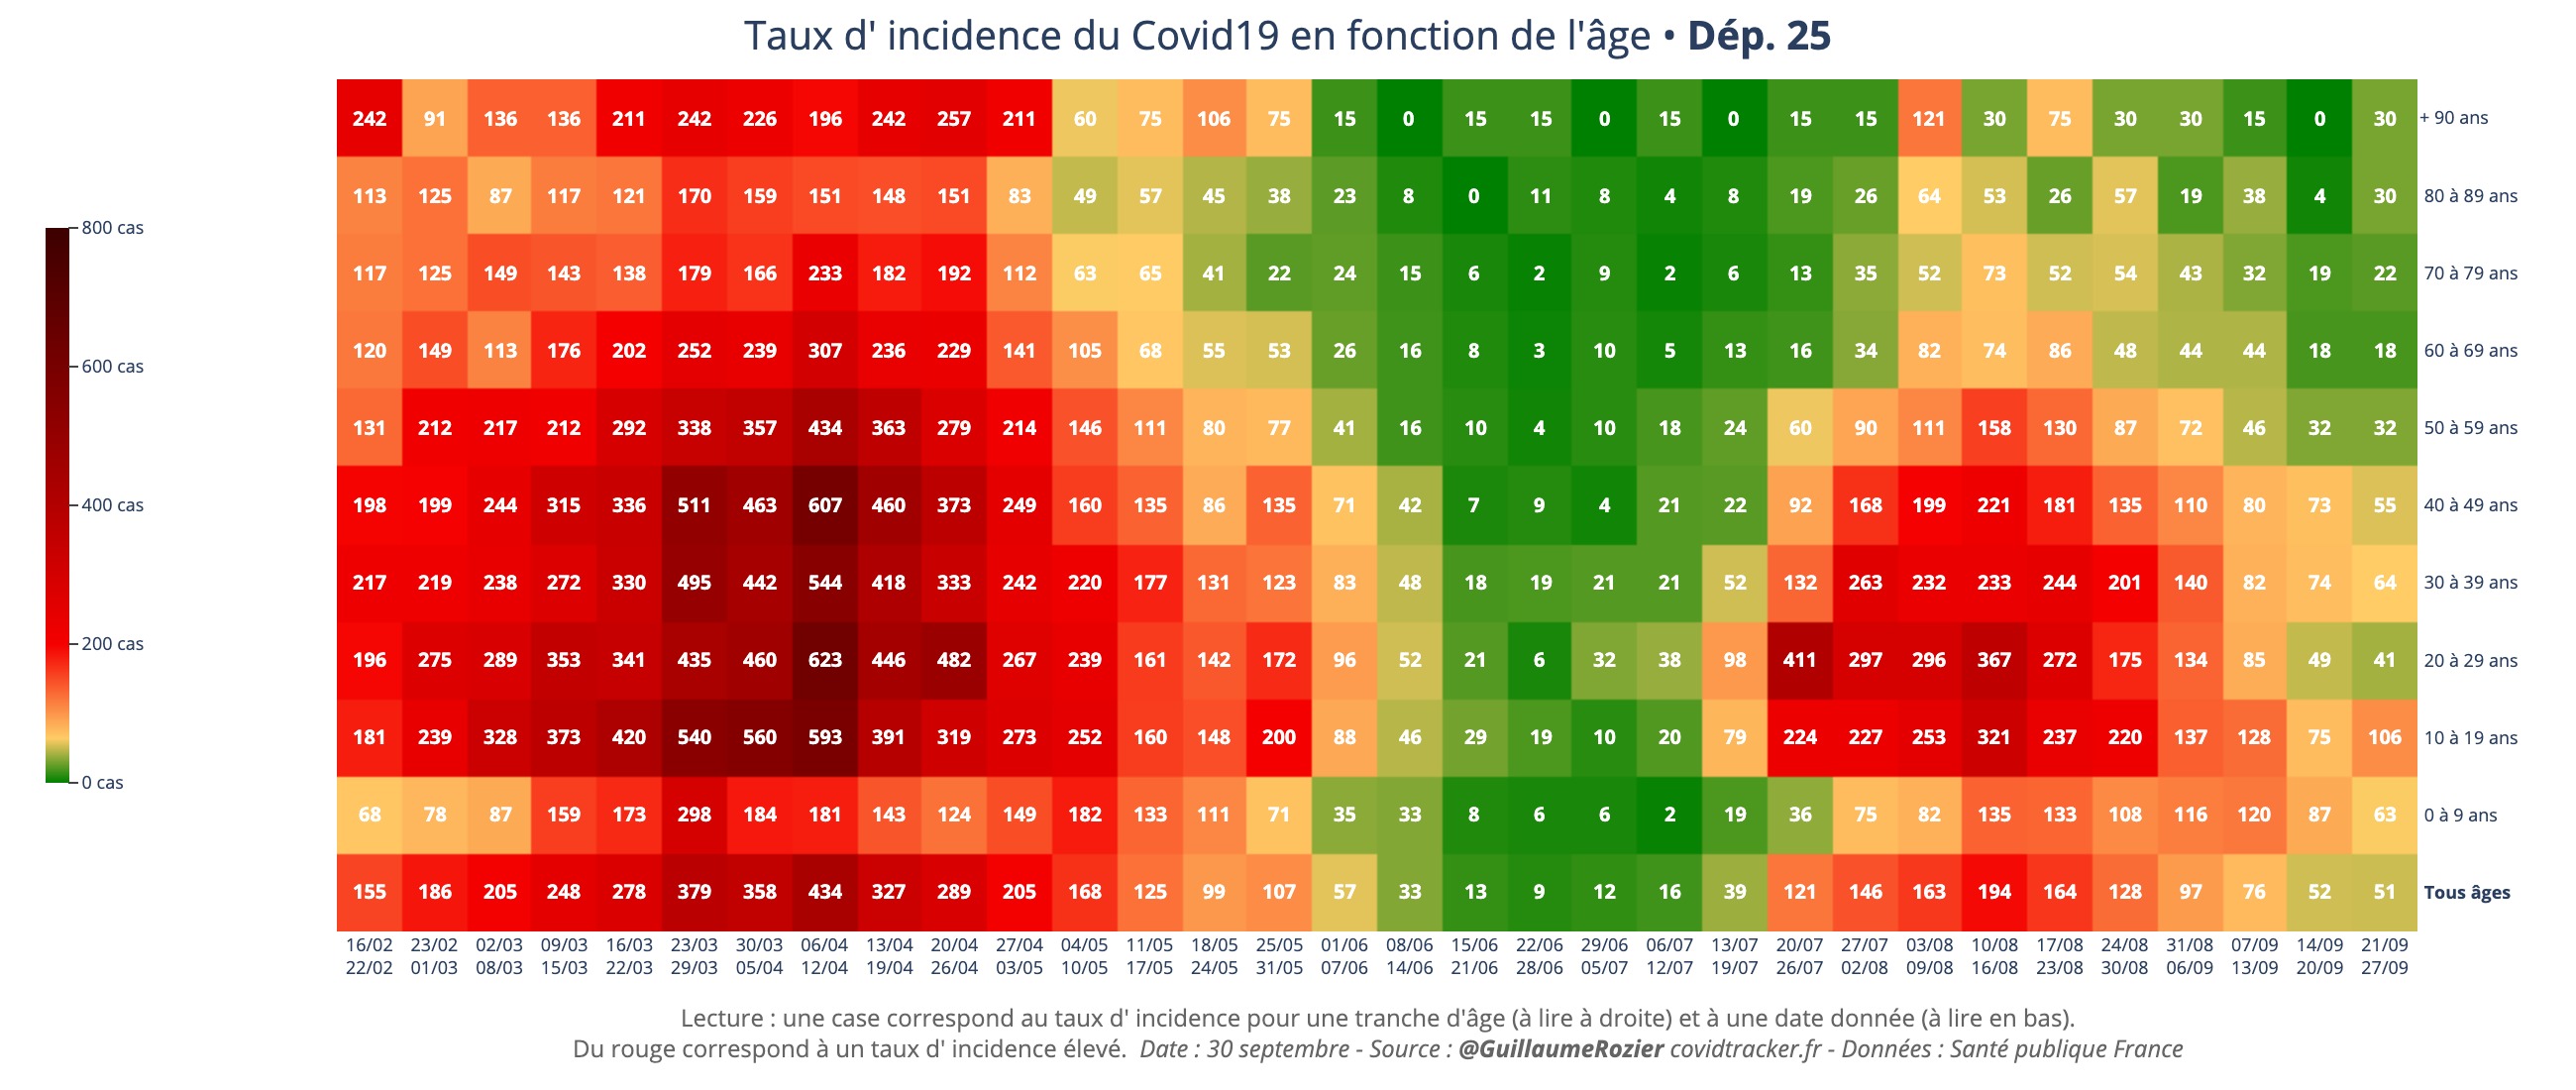 Taux d' incidence du Covid19 en fonction de l'âge • Dép. 25
242 91 136 136 211 242 226 196 242 257 211 60 75 106 75 15 0 15 15 0 15 0 15 15 121 30 75 30 30 15 0 30 + 90 ans
113 125 87 117 121 170 159 151 148 151 83 49 57 45 38 23 8 0 11 8 4 8 19 26 64 53 26 57 19 38 4 30 80 à 89 ans
800 cas
117 125 149 143 138 179 166 233 182 192 112 63 65 41 22 24 15 6 2 9 2 6 13 35 52 73 52 54 43 32 19 22 70 à 79 ans
120 149 113 176 202 252 239 307 236 229 141 105 68 55 53 26 16 8 3 10 5 13 16 34 82 74 86 48 44 44 18 18 60 à 69 ans
600 cas
131 212 217 212 292 338 357 434 363 279 214 146 111 80 77 41 16 10 4 10 18 24 60 90 111 158 130 87 72 46 32 32 50 à 59 ans
400 cas
198 199 244 315 336 511 463 607 460 373 249 160 135 86 135 71 42 7 9 4 21 22 92 168 199 221 181 135 110 80 73 55 40 à 49 ans
217 219 238 272 330 495 442 544 418 333 242 220 177 131 123 83 48 18 19 21 21 52 132 263 232 233 244 201 140 82 74 64 30 à 39 ans
200 cas
196 275 289 353 341 435 460 623 446 482 267 239 161 142 172 96 52 21 6 32 38 98 411 297 296 367 272 175 134 85 49 41 20 à 29 ans
181 239 328 373 420 540 560 593 391 319 273 252 160 148 200 88 46 29 19 10 20 79 224 227 253 321 237 220 137 128 75 106 10 à 19 ans
0 cas
68 78 87 159 173 298 184 181 143 124 149 182 133 111 71 35 33 8 6 6 2 19 36 75 82 135 133 108 116 120 87 63 0 à 9 ans
155 186 205 248 278 379 358 434 327 289 205 168 125 99 107 57 33 13 9 12 16 39 121 146 163 194 164 128 97 76 52 51 Tous âges
16/02 23/02 02/03 09/03 16/03 23/03 30/03 06/04 13/04 20/04 27/04 04/05 11/05 18/05 25/05 01/06 08/06 15/06 22/06 29/06 06/07 13/07 20/07 27/07 03/08 10/08 17/08 24/08 31/08 07/09 14/09 21/09
22/02 01/03 08/03 15/03 22/03 29/03 05/04 12/04 19/04 26/04 03/05 10/05 17/05 24/05 31/05 07/06 14/06 21/06 28/06 05/07 12/07 19/07 26/07 02/08 09/08 16/08 23/08 30/08 06/09 13/09 20/09 27/09
Lecture : une case correspond au taux d' incidence pour une tranche d'âge (à lire à droite) et à une date donnée (à lire en bas).
Du rouge correspond à un taux d' incidence élevé. Date : 30 septembre - Source : @GuillaumeRozier covidtracker.fr - Données : Santé publique France